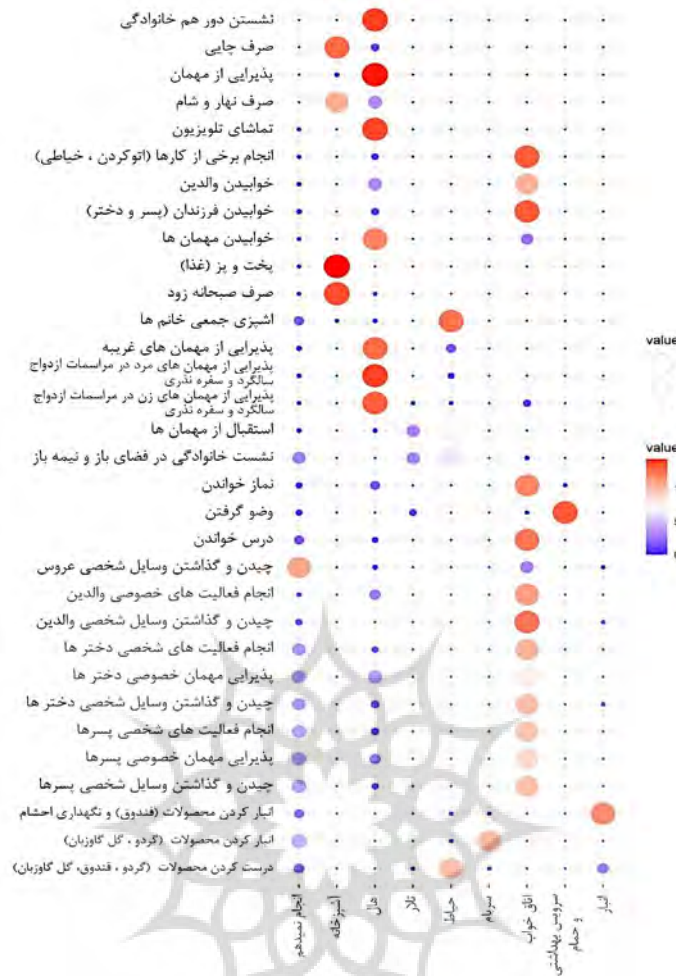 نشستن دور هم خانوادگی
صرف چایی
پذیرایی از مهمان
صرف نهار و شام
تماشای تلویزیون
انجام برخی از کارها (اتوکردن ، خیاطی)
خوابیدن والدین
خوابیدن فرزندان (پسر و دختر)
خوابیدن مهمان ها
پخت و پز (غذا)
صرف صبحانه زود
اشپزی جمعی خانم ها
پذیرایی از مهمان های غریبه
پذیرایی از مهمان های مرد در مراسمات ازدواج
سالگرد و سفره نذری
پذیرایی از مهمان های زن در مراسمات ازدواج
سالگرد و سفره نذری
استقبال از مهمان ها
نشست خانوادگی در فضای باز و نیمه باز
نماز خواندن
وضو گرفتن
درس خواندن
چیدن و گذاشتن وسایل شخصی عروس
انجام فعالیت های خصوصی والدین
چیدن و گذاشتن وسایل شخصی والدین
انجام فعالیت های شخصی دختر ها
پذیرایی مهمان خصوصی دختر ها
چیدن و گذاشتن وسایل شخصی دختر ها
انجام فعالیت های شخصی پسرها
پذیرایی مهمان خصوصی پسرها
چیدن و گذاشتن وسایل شخصی پسرها
انبار کردن محصولات (فندوق) و نگهداری احشام
انبار کردن محصولات (گردو ، گل گاوزبان)
درست کردن محصولات (گردو ، فندوق، گل گاوزبان)
انجام نمیدهم
اشپزخانه
هال
تلار
حیاط
سربام
اتاق خواب
سرویس بهداشتی
و حمام
انبار
value
value